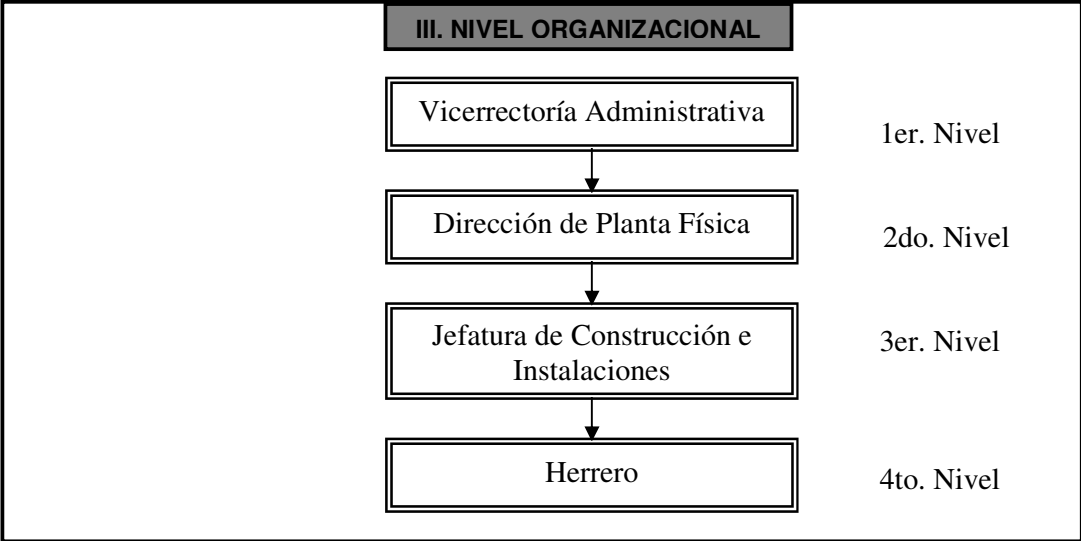 III. NIVEL ORGANIZACIONAL
Vicerrectoría Administrativa
1er. Nivel
Dirección de Planta Física
2do. Nivel
Jefatura de Construcción e
Instalaciones
3er. Nivel
Herrero
4to. Nivel